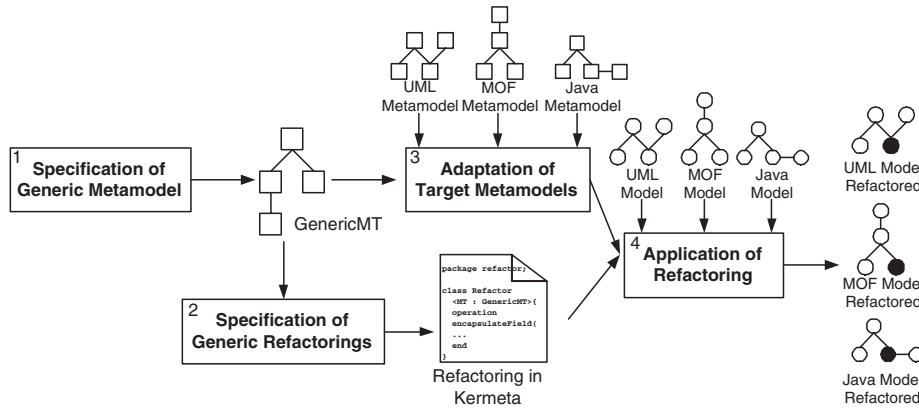 UML
Metamodel
MOF
Metamodel
Java
Metamodel
1
Specification of
Generic Metamodel
GenericMT
3
Adaptation of
Target Metamodels
UML
Model
MOF
Model
Java
Model
UML Mode
Refactored
2
Specification of
Generic Refactorings
package refactor;
class Refactor
<MT : GenericMT>{
operation
encapsulateField(
...
end
}
Refactoring in
Kermeta
4
Application of
Refactoring
MOF Mode
Refactored
Java Mode
Refactored